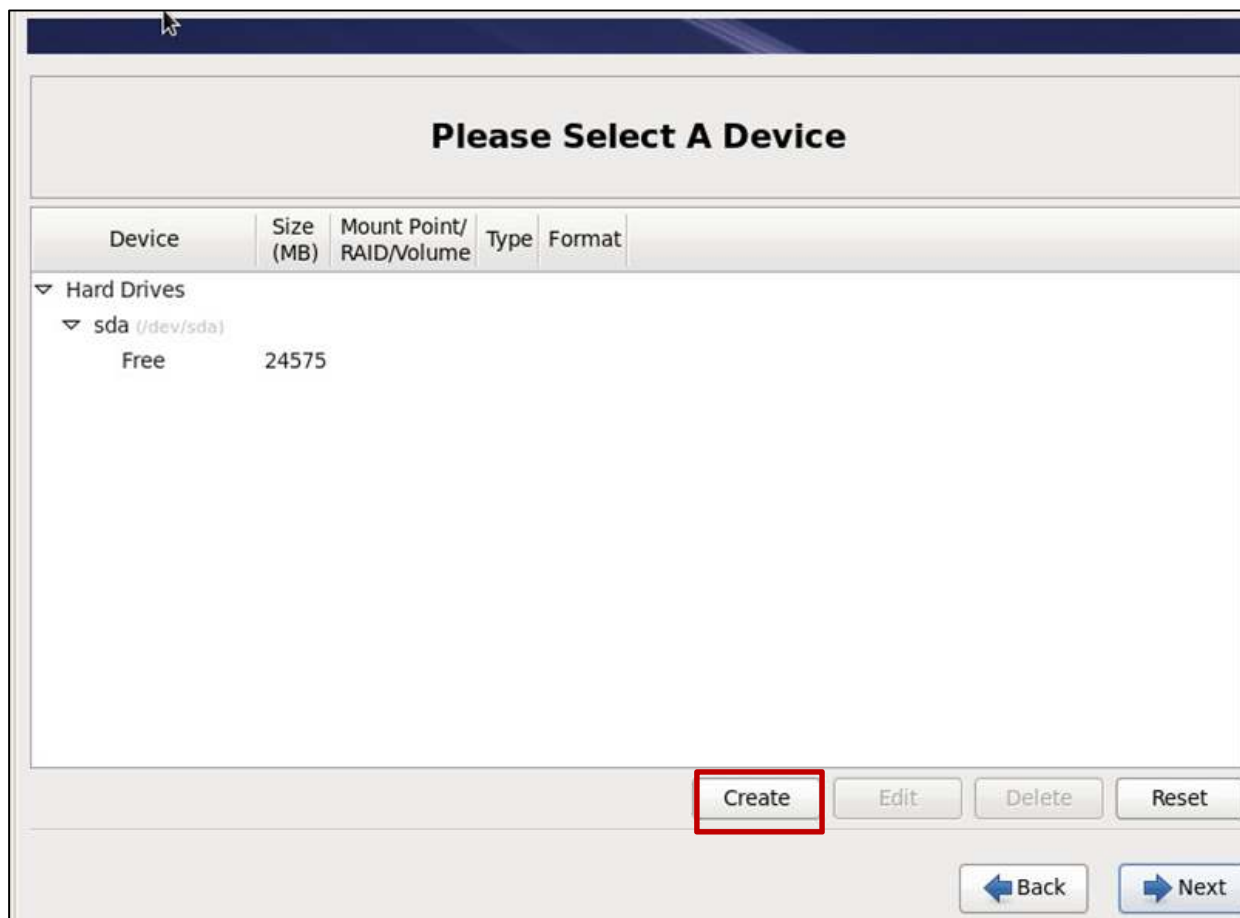 Please Select A Device
Device Size (MB) Mount Point/ RAID/Volume Type Format
Hard Drives
sda (/dev/sda)
Free 24575
Create Edit Delete Reset
Back Next